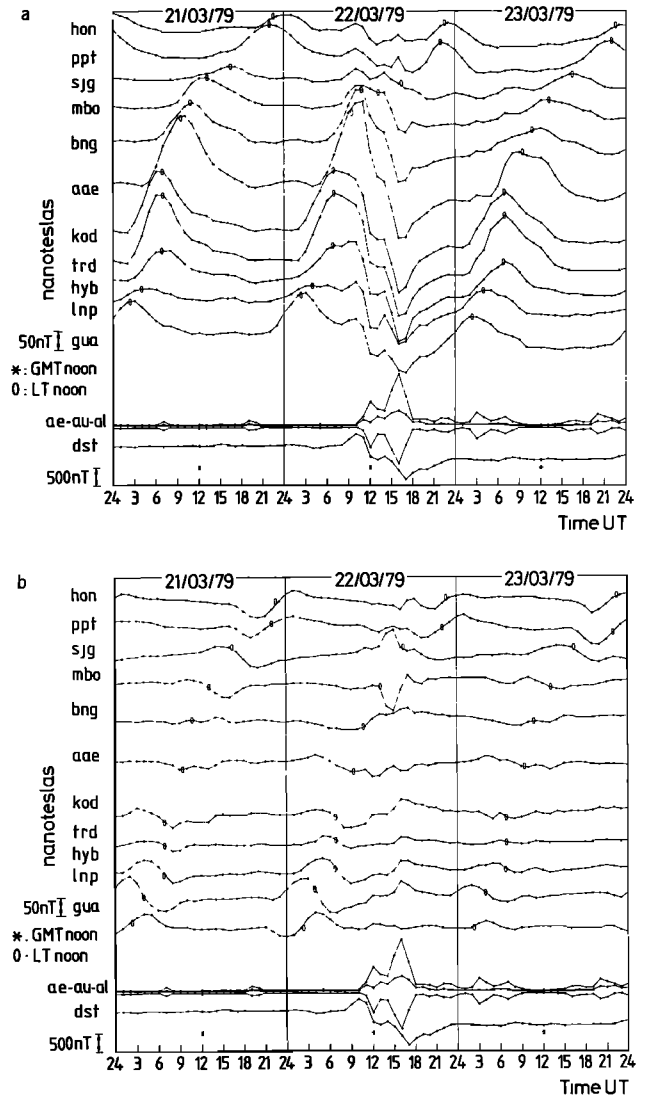 a
21/03/79 22/03/79 23/03/79
hon
ppt
sjg
mbo
bng
aae
kod
trd
hyb
lnp
gua
nanoteslas
50nT
*: GMT noon
0: LT noon
ae-au-al
dst
500nT
24 3 6 9 12 15 18 21 24 3 6 9 12 15 18 21 24 3 6 9 12 15 18 21 24
Time UT
b
21/03/79 22/03/79 23/03/79
hon
ppt
sjg
mbo
bng
aae
kod
trd
hyb
lnp
gua
nanoteslas
50nT
*. GMT noon
0· LT noon
ae-au-al
dst
500nT
24 3 6 9 12 15 18 21 24 3 6 9 12 15 18 21 24 3 6 9 12 15 18 21 24
Time UT